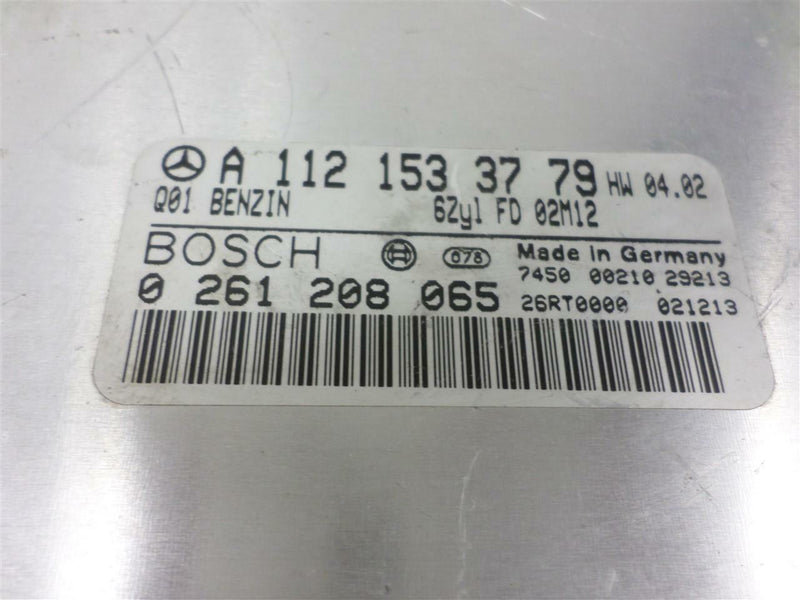 A 112 153 37 79 HW 04.02
Q01 BENZIN 6Zyl FD 02M12
BOSCH 678 Made in Germany
7450 00210 29213
0 261 208 065 26RT0000 021213